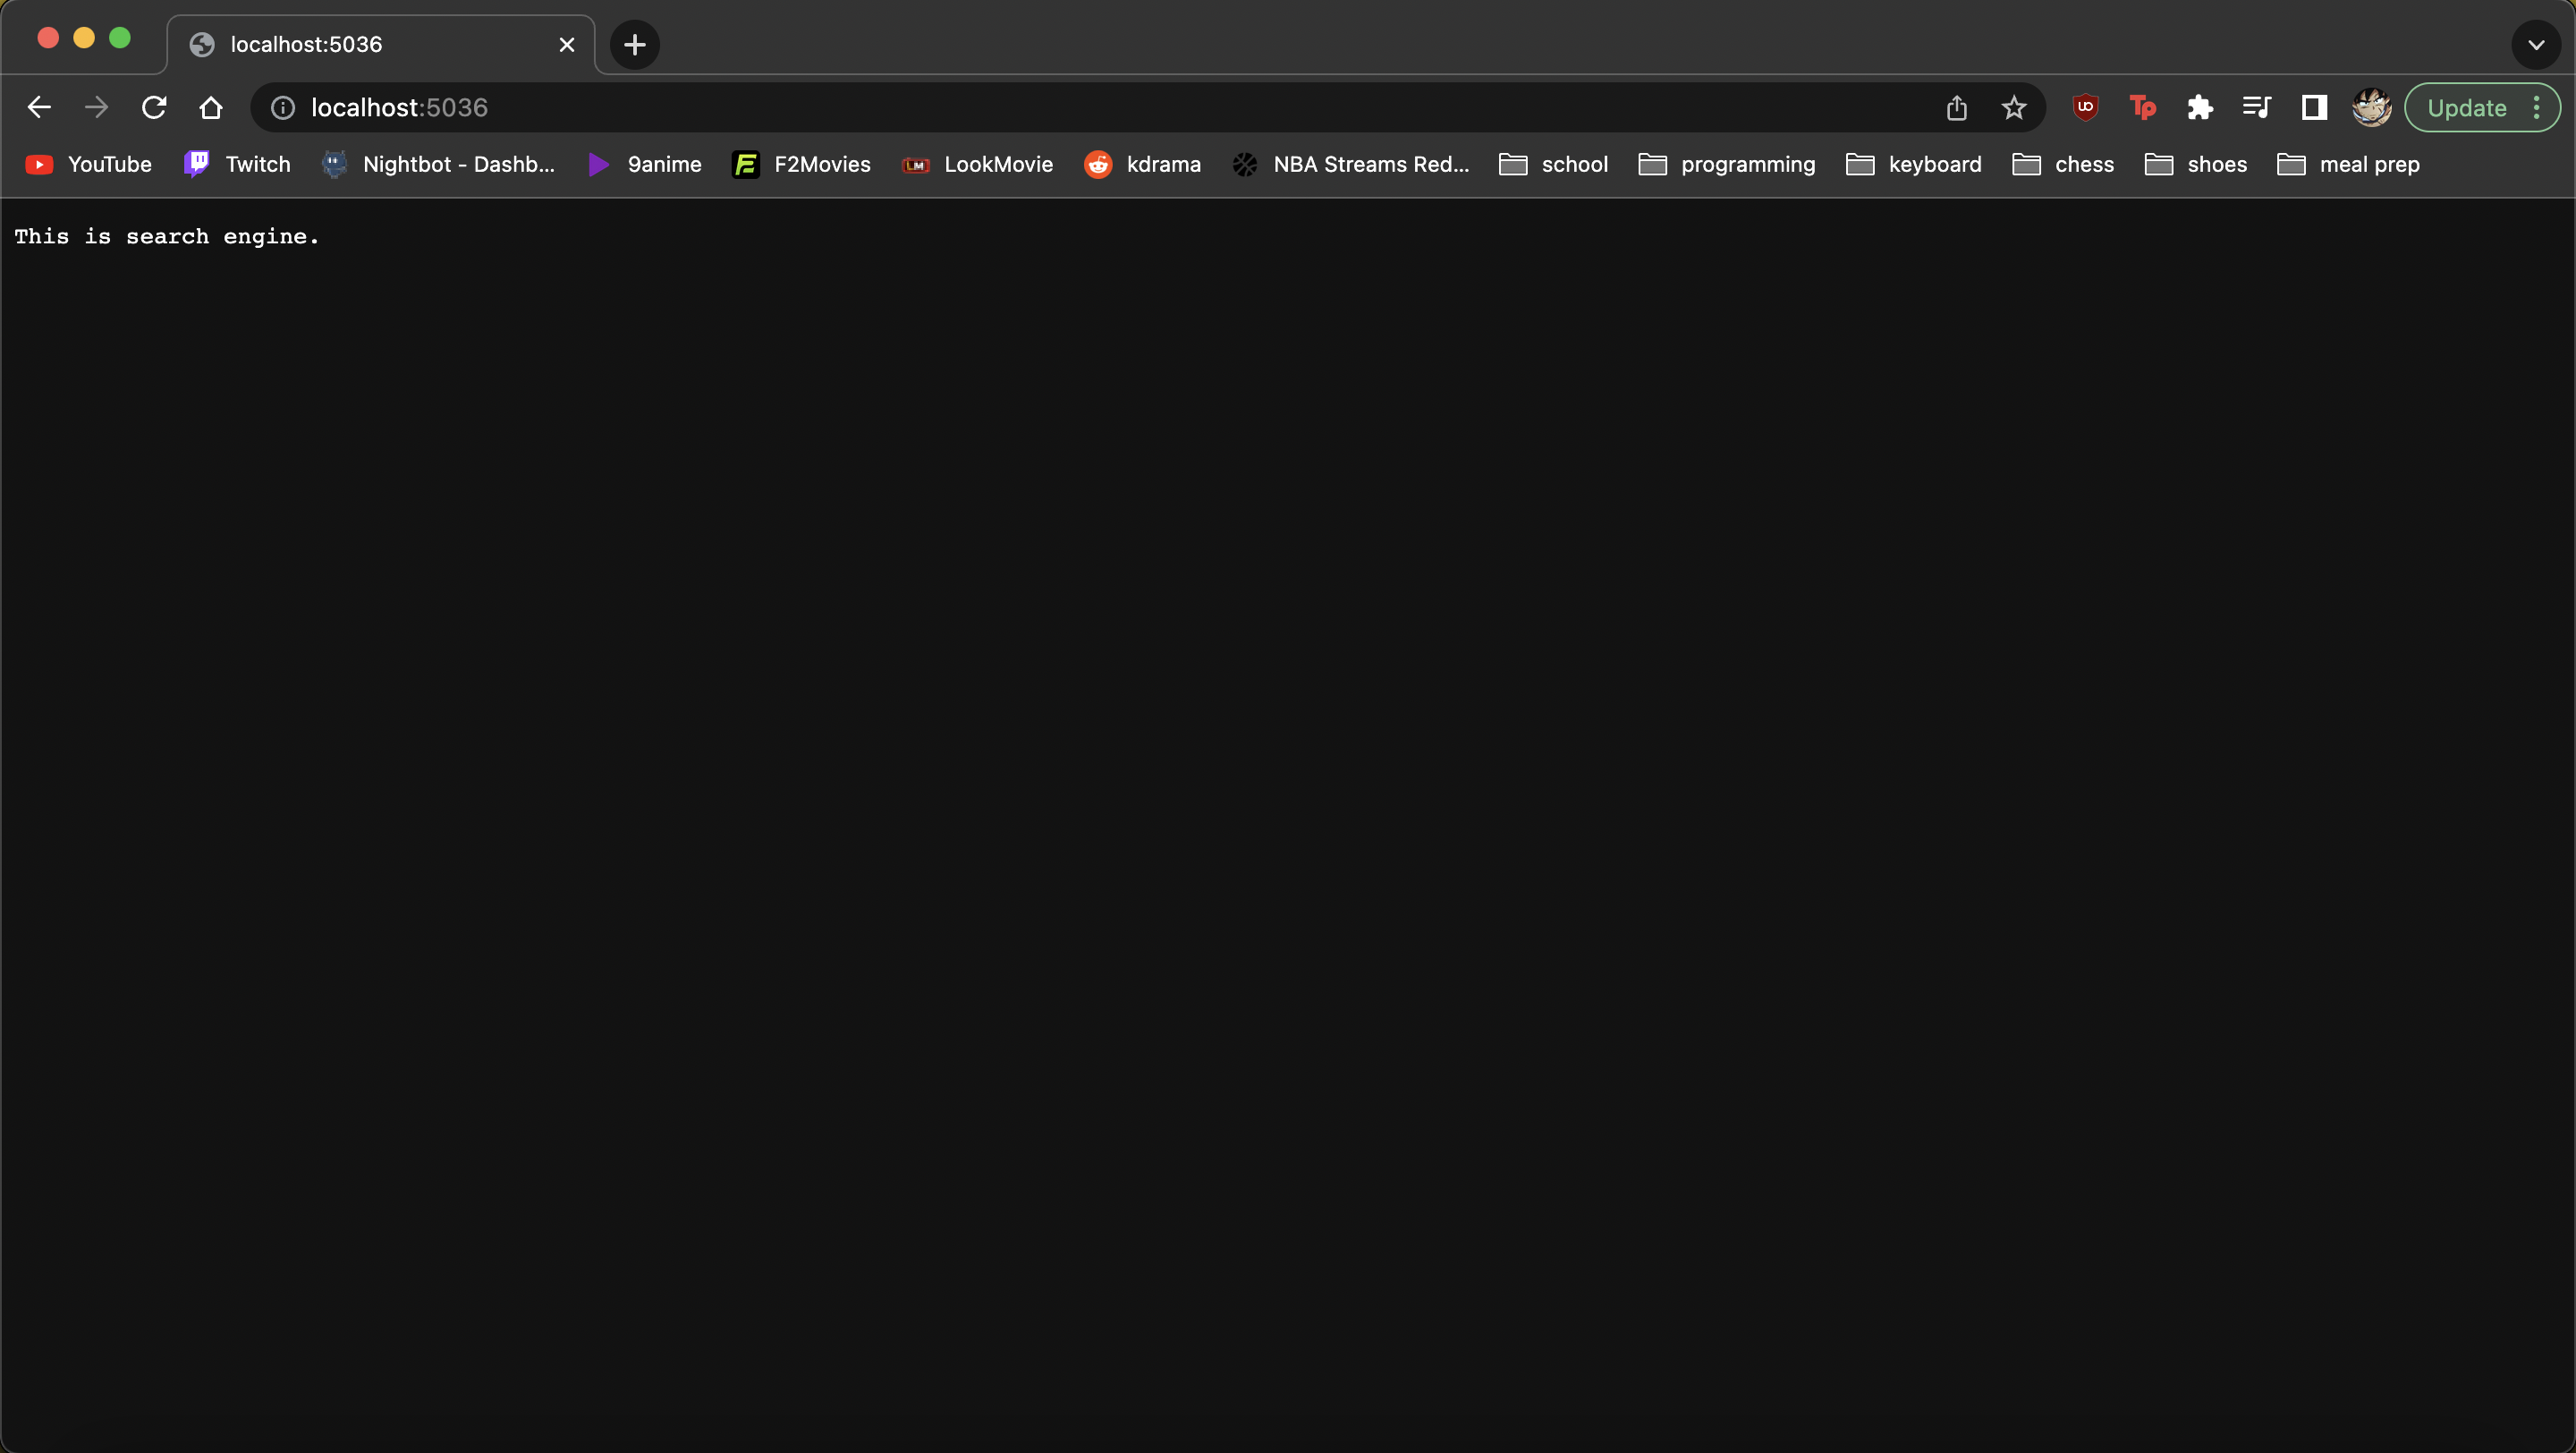 localhost:5036
localhost:5036
Update
YouTube Twitch Nightbot - Dashb... 9anime F2Movies LM LookMovie kdrama NBA Streams Red... school programming keyboard chess shoes meal prep
This is search engine.